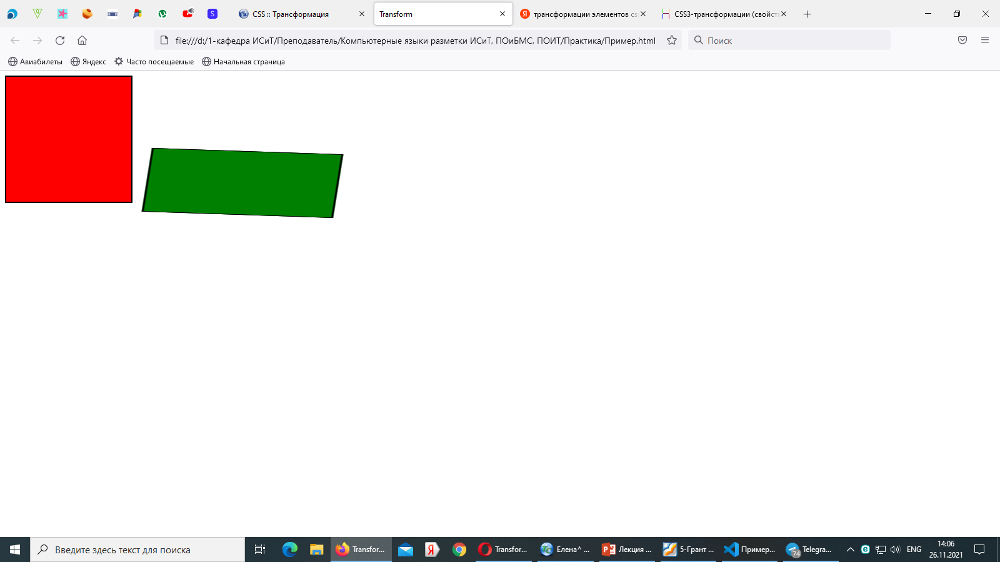 CSS :: Трансформация
Transform
трансформации элементов cs
CSS3-трансформации (свойст
file:///d:/1-кафедра ИСиТ/Преподаватель/Компьютерные языки разметки ИСиТ, ПОиБМС, ПОИТ/Практика/Пример.html
Поиск
Авиабилеты
Яндекс
Часто посещаемые
Начальная страница
Введите здесь текст для поиска
Transfor...
Transfor...
Елена^ ...
Лекция ...
5-Грант ...
Пример...
74
Telegra...
ENG
14:06
26.11.2021